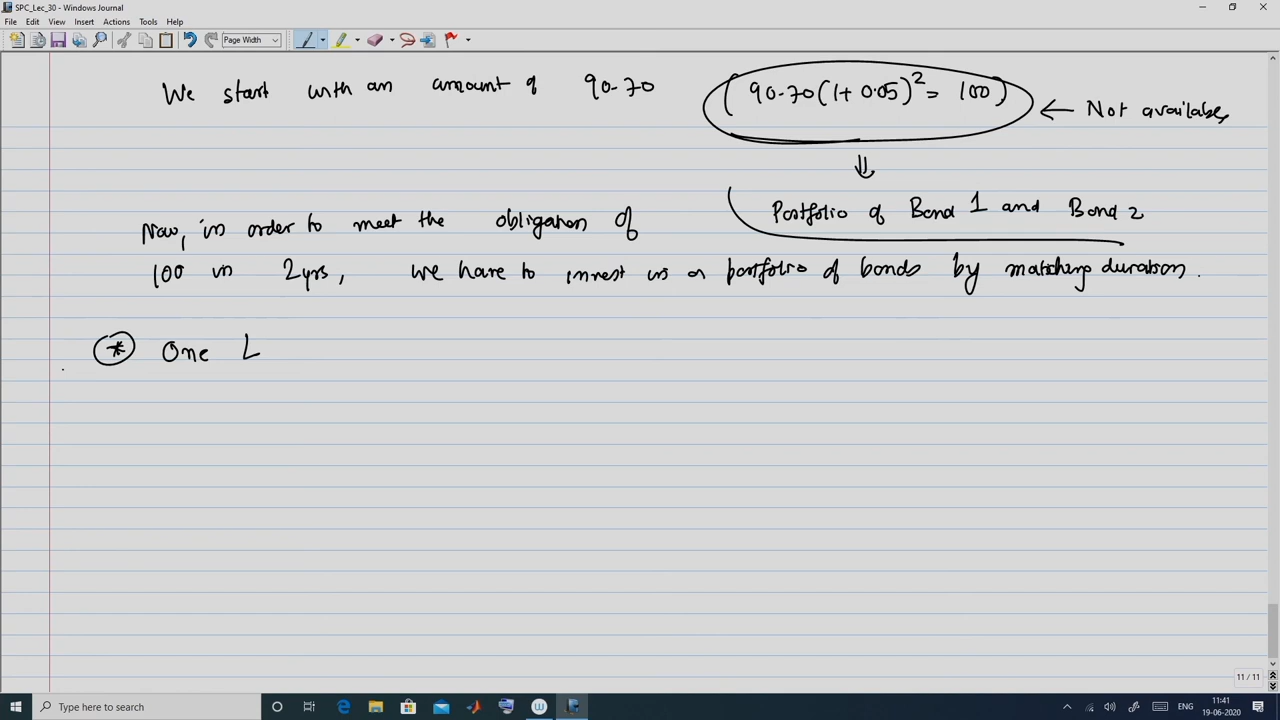 SPC_Lec_30 - Windows Journal
File Edit View Insert Actions Tools Help
Page Width
We start with an amount of 90.70 (90.70(1+0.05)²= 100) ← Not available
⇓
Portfolio of Bond 1 and Bond 2
Now, in order to meet the obligation of
100 in 2yrs, we have to invest in a portfolio of bonds by matching duration.
* One L
11 / 11
Type here to search
ENG
11:41
19-06-2020